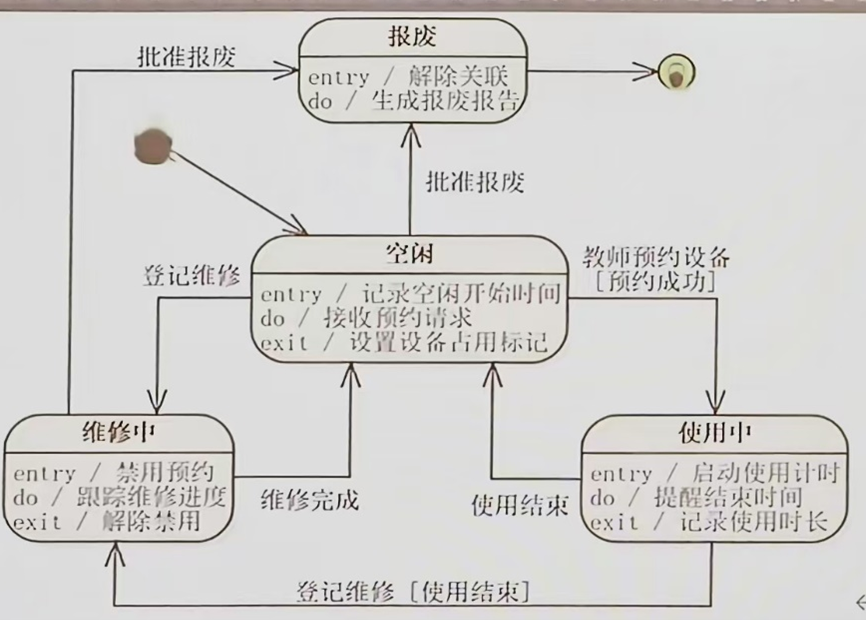 报废
批准报废
entry / 解除关联
do / 生成报废报告
批准报废
空闲
教师预约设备
[预约成功]
登记维修
entry / 记录空闲开始时间
do / 接收预约请求
exit / 设置设备占用标记
维修中
使用中
entry / 禁用预约
do / 跟踪维修进度
exit / 解除禁用
维修完成
使用结束
entry / 启动使用计时
do / 提醒结束时间
exit / 记录使用时长
登记维修 [使用结束]